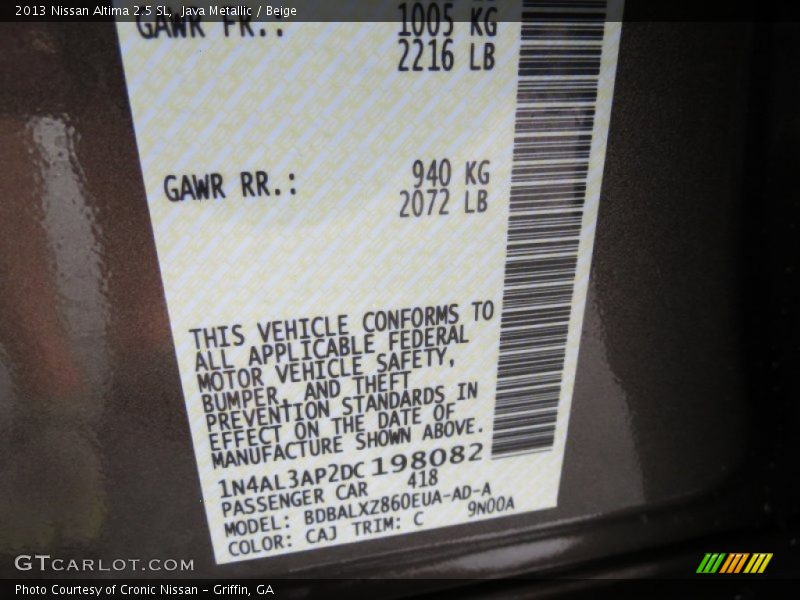 2013 Nissan Altima 2.5 SL, Java Metallic / Beige
GAWR FR.: 1005 KG
2216 LB
GAWR RR.: 940 KG
2072 LB
THIS VEHICLE CONFORMS TO
ALL APPLICABLE FEDERAL
MOTOR VEHICLE SAFETY,
BUMPER, AND THEFT
PREVENTION STANDARDS IN
EFFECT ON THE DATE OF
MANUFACTURE SHOWN ABOVE.
1N4AL3AP2DC198082
PASSENGER CAR 418
MODEL: BDBALXZ860EUA-AD-A
COLOR: CAJ TRIM: C 9N00A
GTCARLOT.COM
Photo Courtesy of Cronic Nissan - Griffin, GA